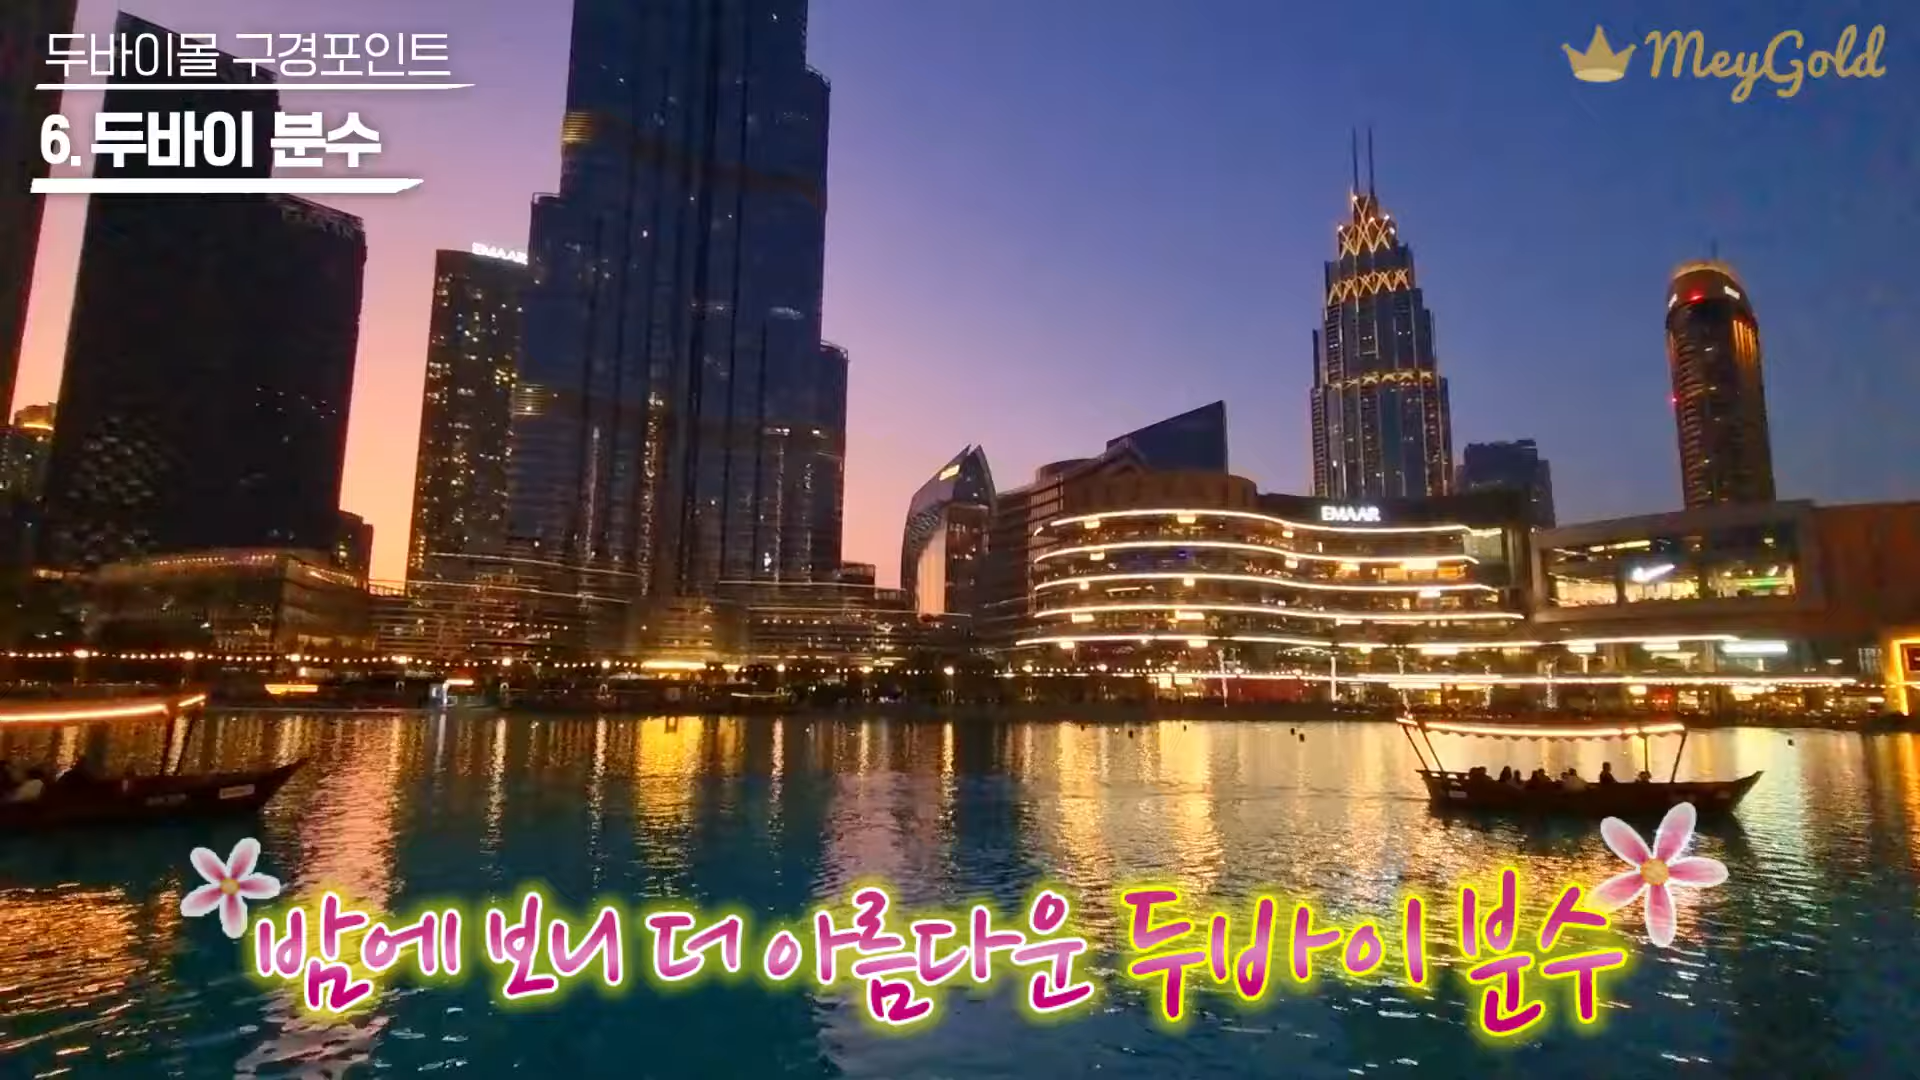 두바이몰 구경포인트
6. 두바이 분수
MeyGold
EMAAR
EMAAR
밤에 보니 더 아름다운 두바이 분수